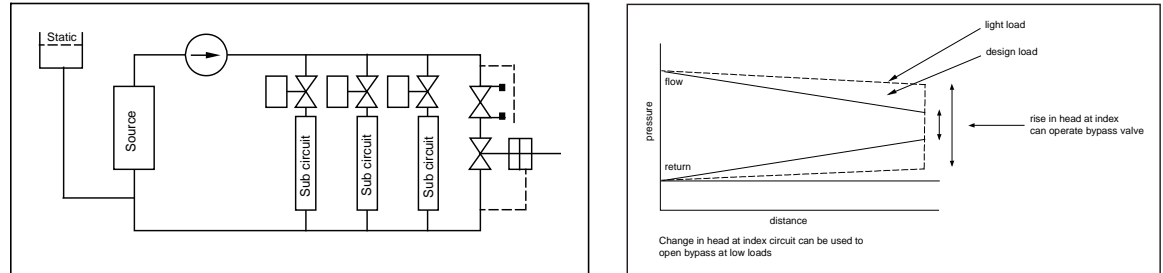 Static
Source
Sub circuit
Sub circuit
Sub circuit
light load
design load
flow
pressure
rise in head at index
can operate bypass valve
return
distance
Change in head at index circuit can be used to
open bypass at low loads